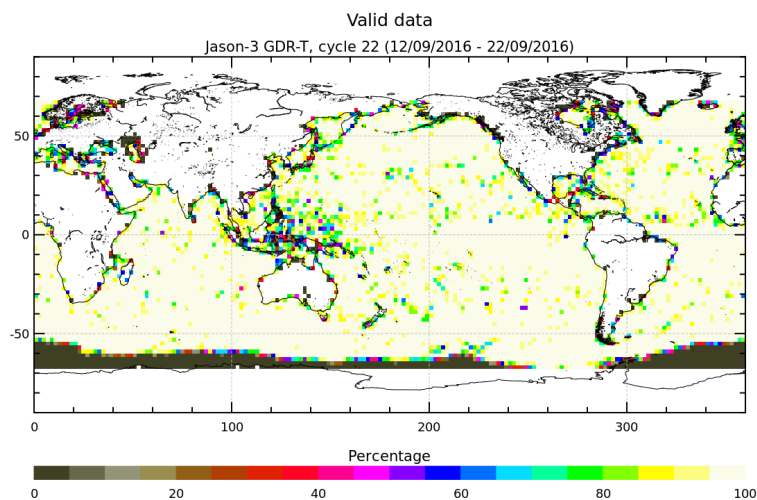 Valid data
Jason-3 GDR-T, cycle 22 (12/09/2016 - 22/09/2016)
50
0
-50
0 100 200 300
Percentage
0 20 40 60 80 100